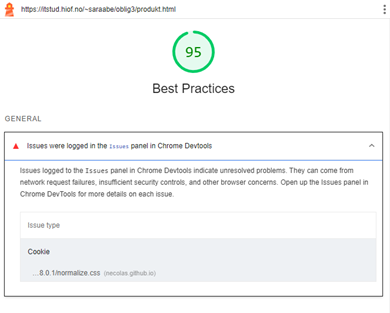 https://itstud.hiof.no/~saraabe/oblig3/produkt.html
95
Best Practices
GENERAL
Issues were logged in the Issues panel in Chrome Devtools
Issues logged to the Issues panel in Chrome Devtools indicate unresolved problems. They can come from
network request failures, insufficient security controls, and other browser concerns. Open up the Issues panel in
Chrome DevTools for more details on each issue.
Issue type
Cookie
…8.0.1/normalize.css (necolas.github.io)